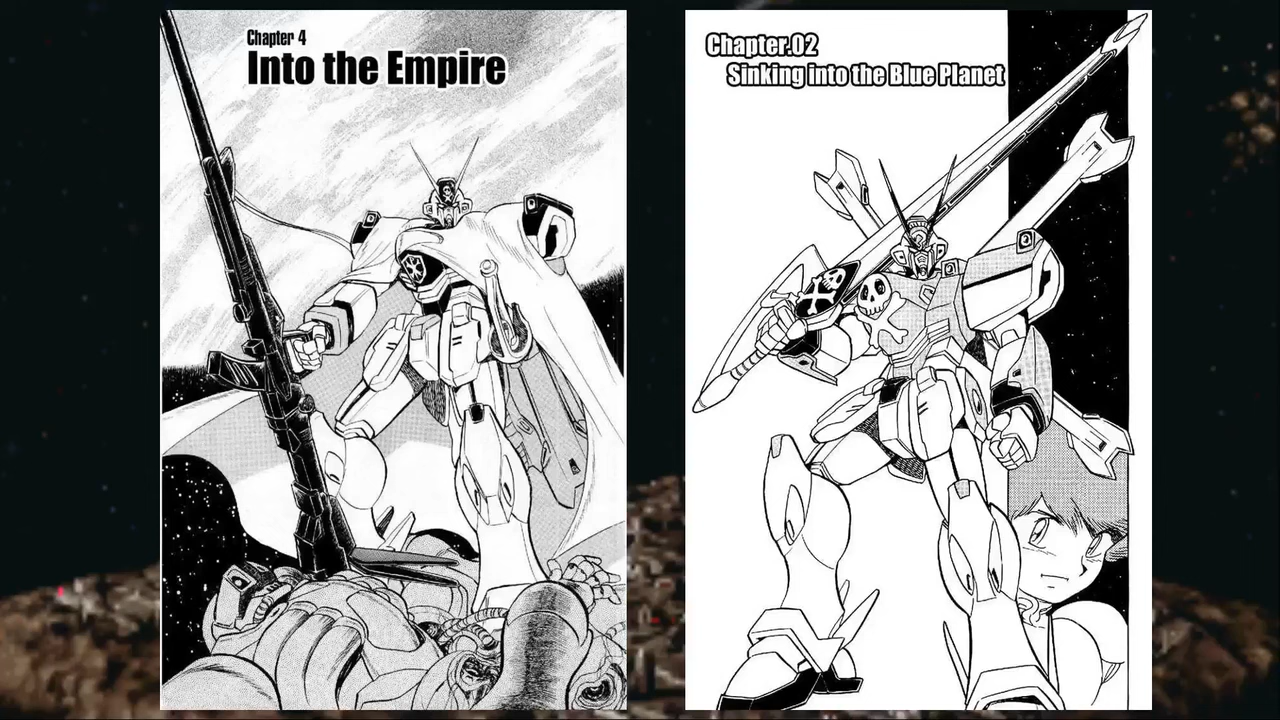 Chapter 4
Into the Empire
Chapter.02
Sinking into the Blue Planet